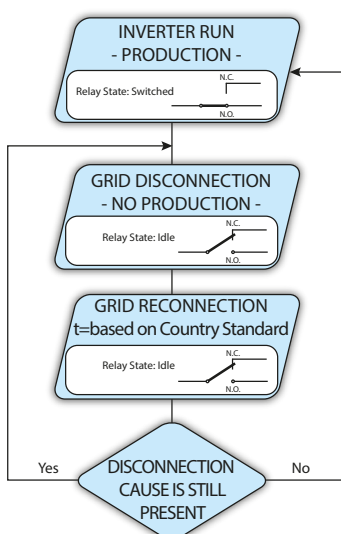 INVERTER RUN
- PRODUCTION -
N.C.
Relay State: Switched
N.O.
GRID DISCONNECTION
- NO PRODUCTION -
N.C.
Relay State: Idle
N.O.
GRID RECONNECTION
t=based on Country Standard
N.C.
Relay State: Idle
N.O.
Yes
DISCONNECTION
No
CAUSE IS STILL
PRESENT